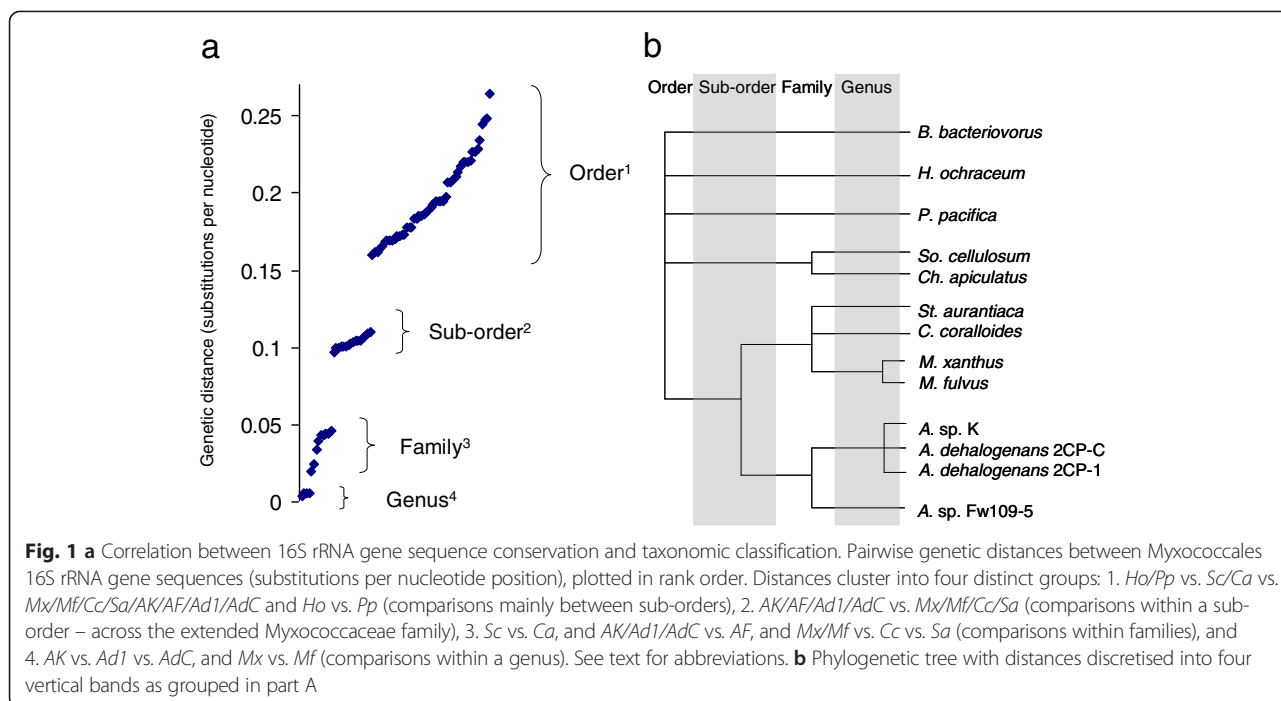 a
b
Genetic distance (substitutions per nucleotide)
0.25
0.2
0.15
0.1
0.05
0
Order1
Sub-order2
Family3
Genus4
Order Sub-order Family Genus
B. bacteriovorus
H. ochraceum
P. pacifica
So. cellulosum
Ch. apiculatus
St. aurantiaca
C. coralloides
M. xanthus
M. fulvus
A. sp. K
A. dehalogenans 2CP-C
A. dehalogenans 2CP-1
A. sp. Fw109-5
Fig. 1 a Correlation between 16S rRNA gene sequence conservation and taxonomic classification. Pairwise genetic distances between Myxococcales
16S rRNA gene sequences (substitutions per nucleotide position), plotted in rank order. Distances cluster into four distinct groups: 1. Ho/Pp vs. Sc/Ca vs.
Mx/Mf/Cc/Sa/AK/AF/Ad1/AdC and Ho vs. Pp (comparisons mainly between sub-orders), 2. AK/AF/Ad1/AdC vs. Mx/Mf/Cc/Sa (comparisons within a sub-
order – across the extended Myxococcaceae family), 3. Sc vs. Ca, and AK/Ad1/AdC vs. AF, and Mx/Mf vs. Cc vs. Sa (comparisons within families), and
4. AK vs. Ad1 vs. AdC, and Mx vs. Mf (comparisons within a genus). See text for abbreviations. b Phylogenetic tree with distances discretised into four
vertical bands as grouped in part A